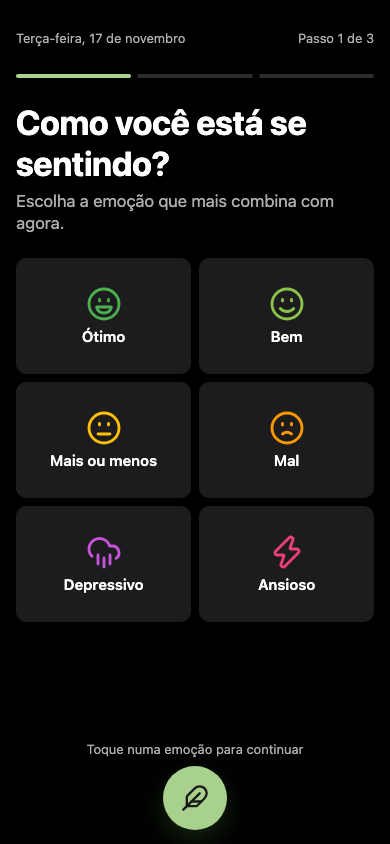 Terça-feira, 17 de novembro
Passo 1 de 3
Como você está se
sentindo?
Escolha a emoção que mais combina com
agora.
Ótimo
Bem
Mais ou menos
Mal
Depressivo
Ansioso
Toque numa emoção para continuar